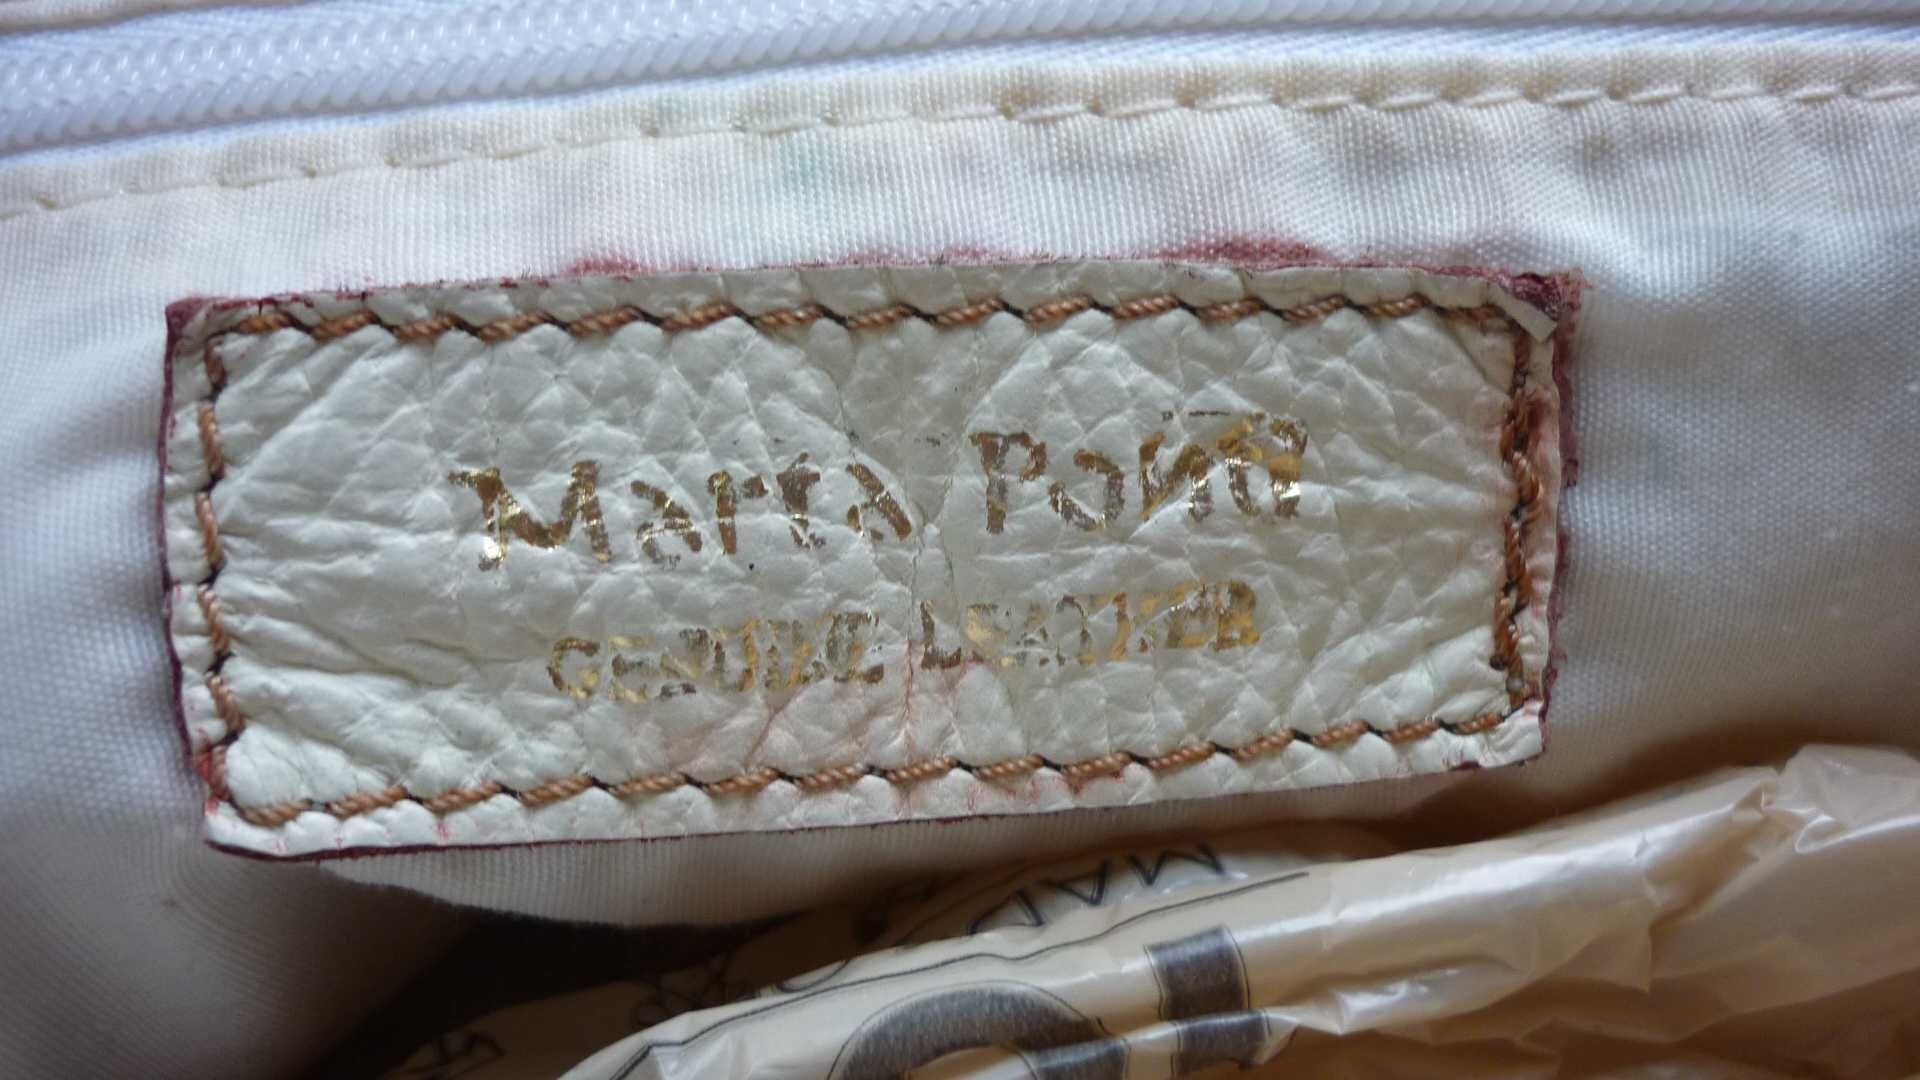 Marta Ponti
GENUINE LEATHER